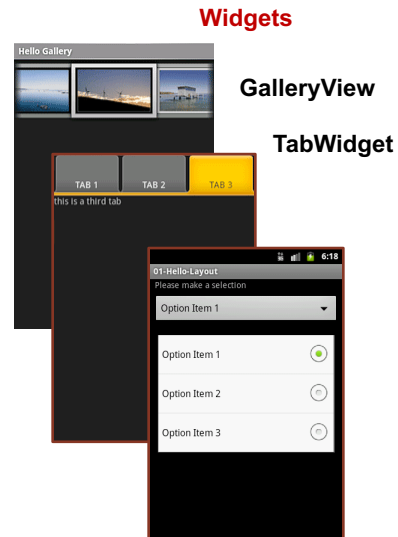 Widgets
Hello Gallery
GalleryView
TabWidget
TAB 1 TAB 2 TAB 3
this is a third tab
6:18
01-Hello-Layout
Please make a selection
Option Item 1
Option Item 1
Option Item 2
Option Item 3